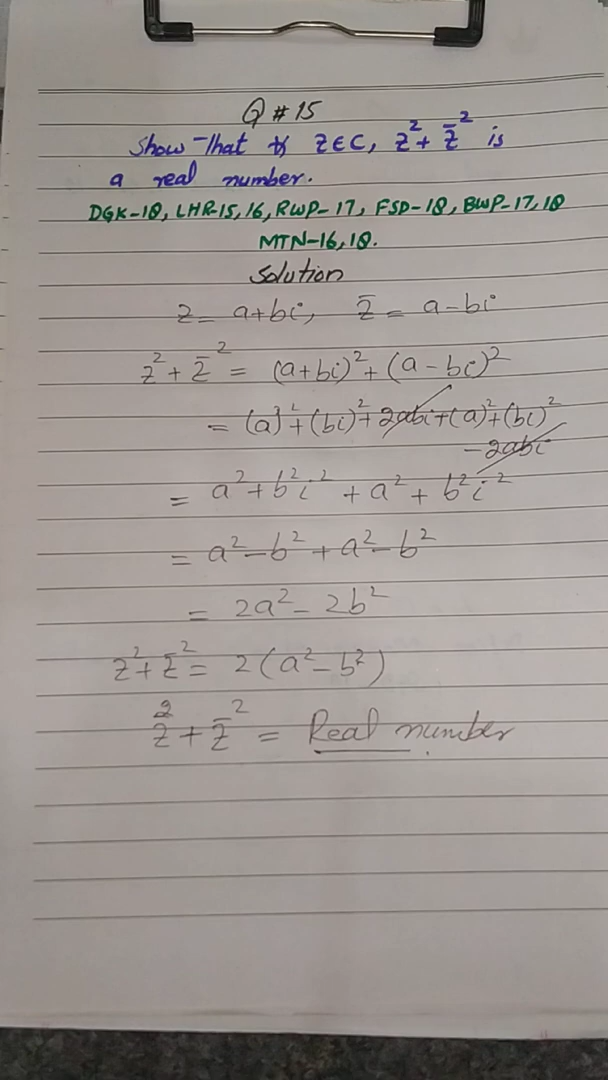 Q # 15
Show That ∀ z∈C, z² + z̄² is
a real number.
DGK-18, LHR-15, 16, RWP-17, FSD-18, BWP-17, 18
MTN-16, 18.
Solution
z = a+bi, z̄ = a-bi
z² + z̄² = (a+bi)² + (a-bi)²
= (a)² + (bi)² + 2abi + (a)² + (bi)²
-2abi
= a² + b²i² + a² + b²i²
= a² - b² + a² - b²
= 2a² - 2b²
z² + z̄² = 2(a² - b²)
z² + z̄² = Real number